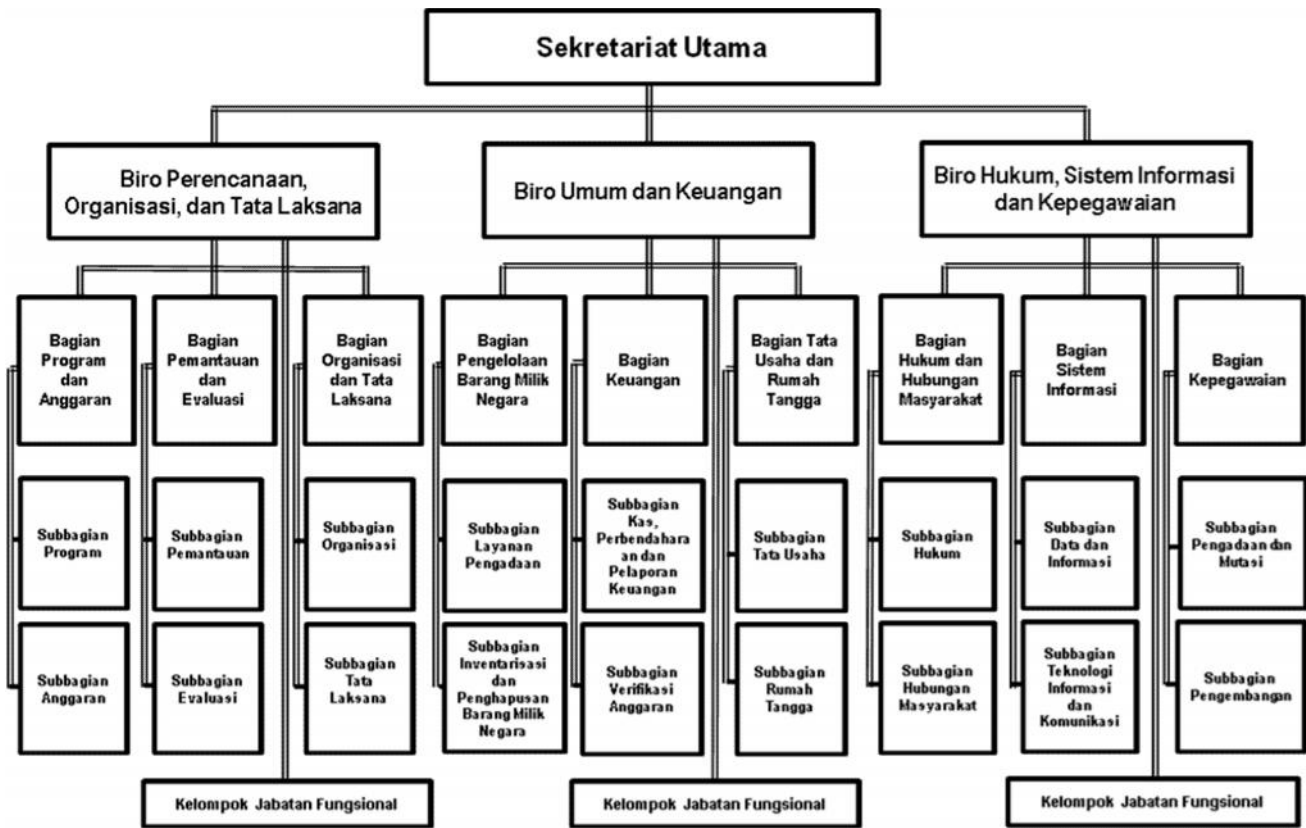 Sekretariat Utama
Biro Perencanaan,
Organisasi, dan Tata Laksana
Biro Umum dan Keuangan
Biro Hukum, Sistem Informasi
dan Kepegawaian
Bagian
Program
dan
Anggaran
Bagian
Pemantauan
dan
Evaluasi
Bagian
Organisasi
dan Tata
Laksana
Bagian
Pengelolaan
Barang Milik
Negara
Bagian
Keuangan
Bagian Tata
Usaha dan
Rumah
Tangga
Bagian
Hukum dan
Hubungan
Masyarakat
Bagian
Sistem
Informasi
Bagian
Kepegawaian
Subbagian
Program
Subbagian
Pemantauan
Subbagian
Organisasi
Subbagian
Layanan
Pengadaan
Subbagian
Kas,
Perbendahara
an dan
Pelaporan
Keuangan
Subbagian
Tata Usaha
Subbagian
Hukum
Subbagian
Data dan
Informasi
Subbagian
Pengadaan dan
Mutasi
Subbagian
Anggaran
Subbagian
Evaluasi
Subbagian
Tata
Laksana
Subbagian
Inventarisasi
dan
Penghapusan
Barang Milik
Negara
Subbagian
Verifikasi
Anggaran
Subbagian
Rumah
Tangga
Subbagian
Hubungan
Masyarakat
Subbagian
Teknologi
Informasi
dan
Komunikasi
Subbagian
Pengembangan
Kelompok Jabatan Fungsional
Kelompok Jabatan Fungsional
Kelompok Jabatan Fungsional